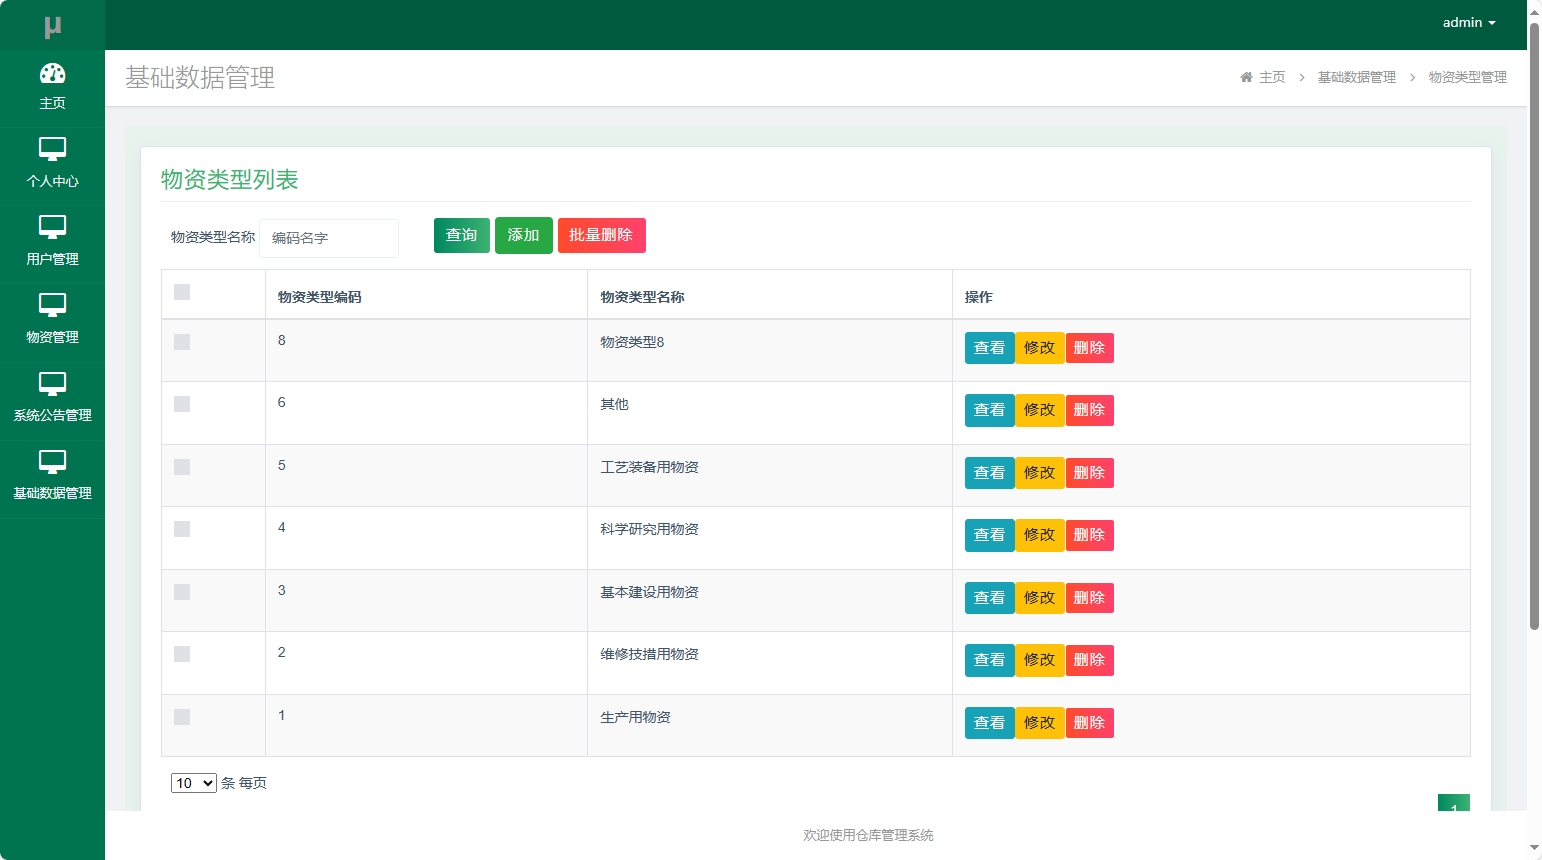 µ
admin
主页
个人中心
用户管理
物资管理
系统公告管理
基础数据管理
基础数据管理
主页 > 基础数据管理 > 物资类型管理
物资类型列表
物资类型名称 编码名字 查询 添加 批量删除
物资类型编码 物资类型名称 操作
8 物资类型8 查看 修改 删除
6 其他 查看 修改 删除
5 工艺装备用物资 查看 修改 删除
4 科学研究用物资 查看 修改 删除
3 基本建设用物资 查看 修改 删除
2 维修技措用物资 查看 修改 删除
1 生产用物资 查看 修改 删除
10 条 每页
1
欢迎使用仓库管理系统